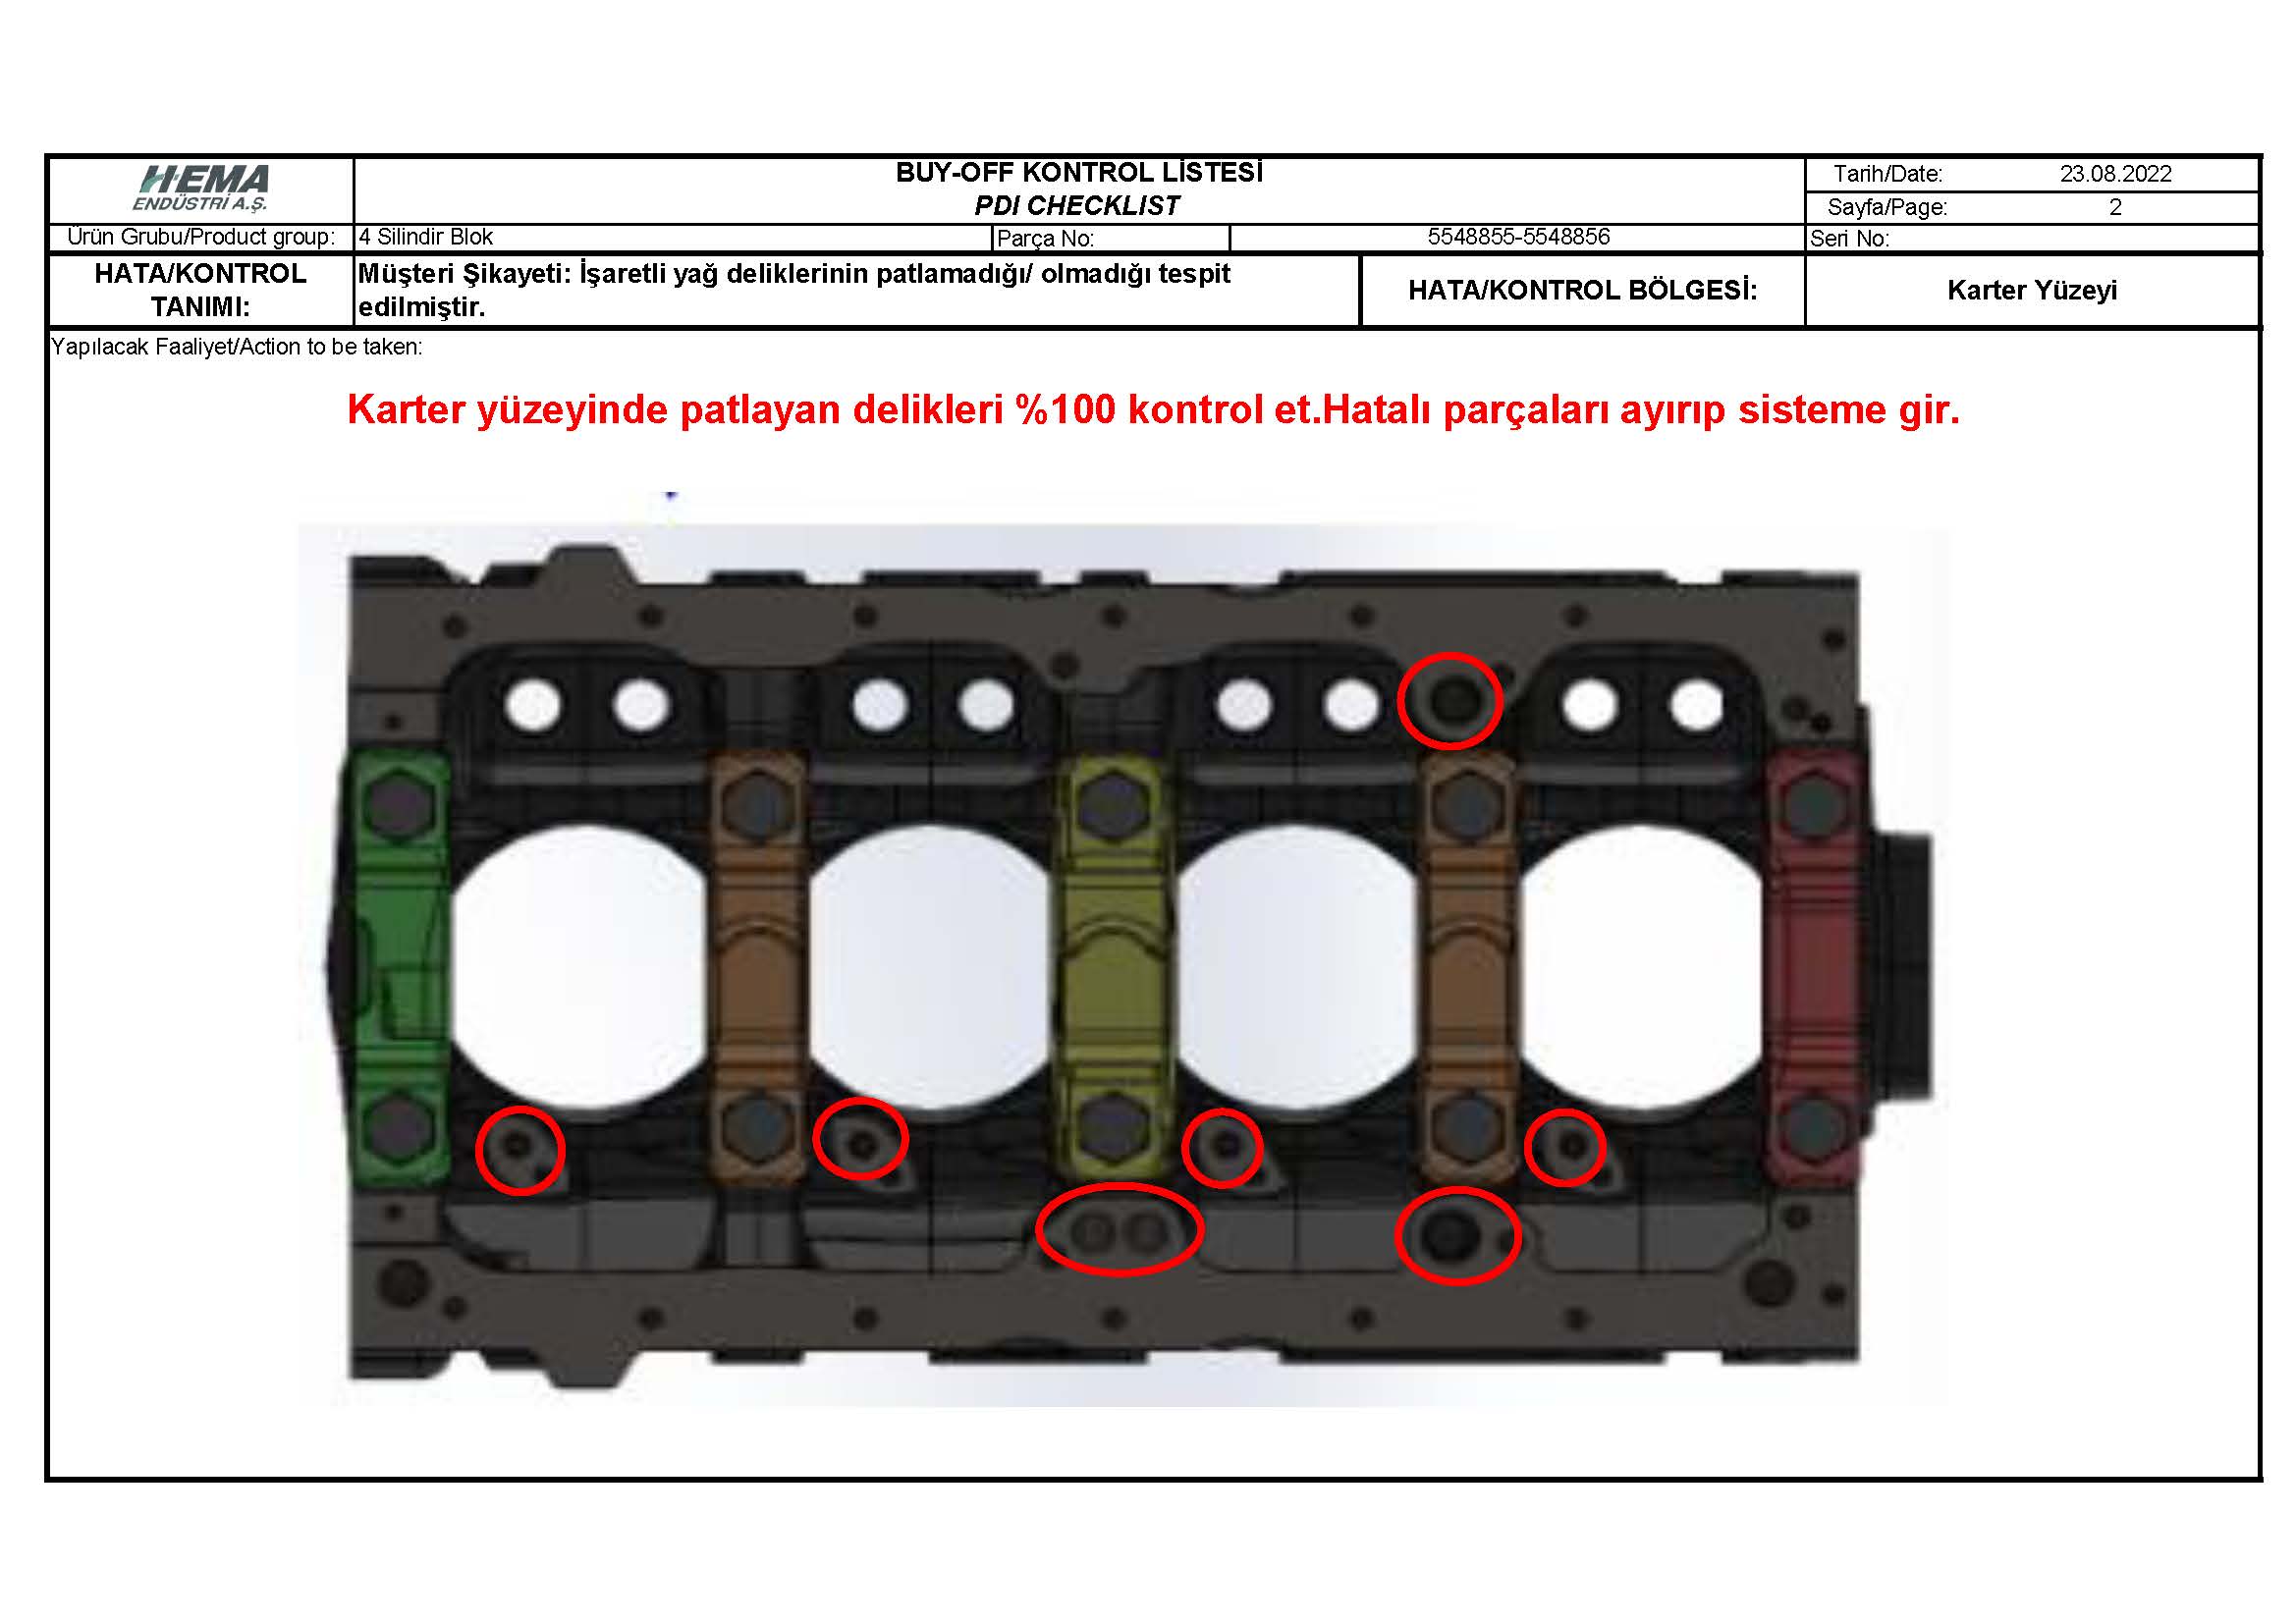 HEMA
ENDÜSTRİ A.Ş.
BUY-OFF KONTROL LİSTESİ
PDI CHECKLIST
Tarih/Date: 23.08.2022
Sayfa/Page: 2
Ürün Grubu/Product group: 4 Silindir Blok Parça No: 5548855-5548856 Seri No:
HATA/KONTROL
TANIMI:
Müşteri Şikayeti: İşaretli yağ deliklerinin patlamadığı/ olmadığı tespit
edilmiştir.
HATA/KONTROL BÖLGESİ: Karter Yüzeyi
Yapılacak Faaliyet/Action to be taken:
Karter yüzeyinde patlayan delikleri %100 kontrol et.Hatalı parçaları ayırıp sisteme gir.